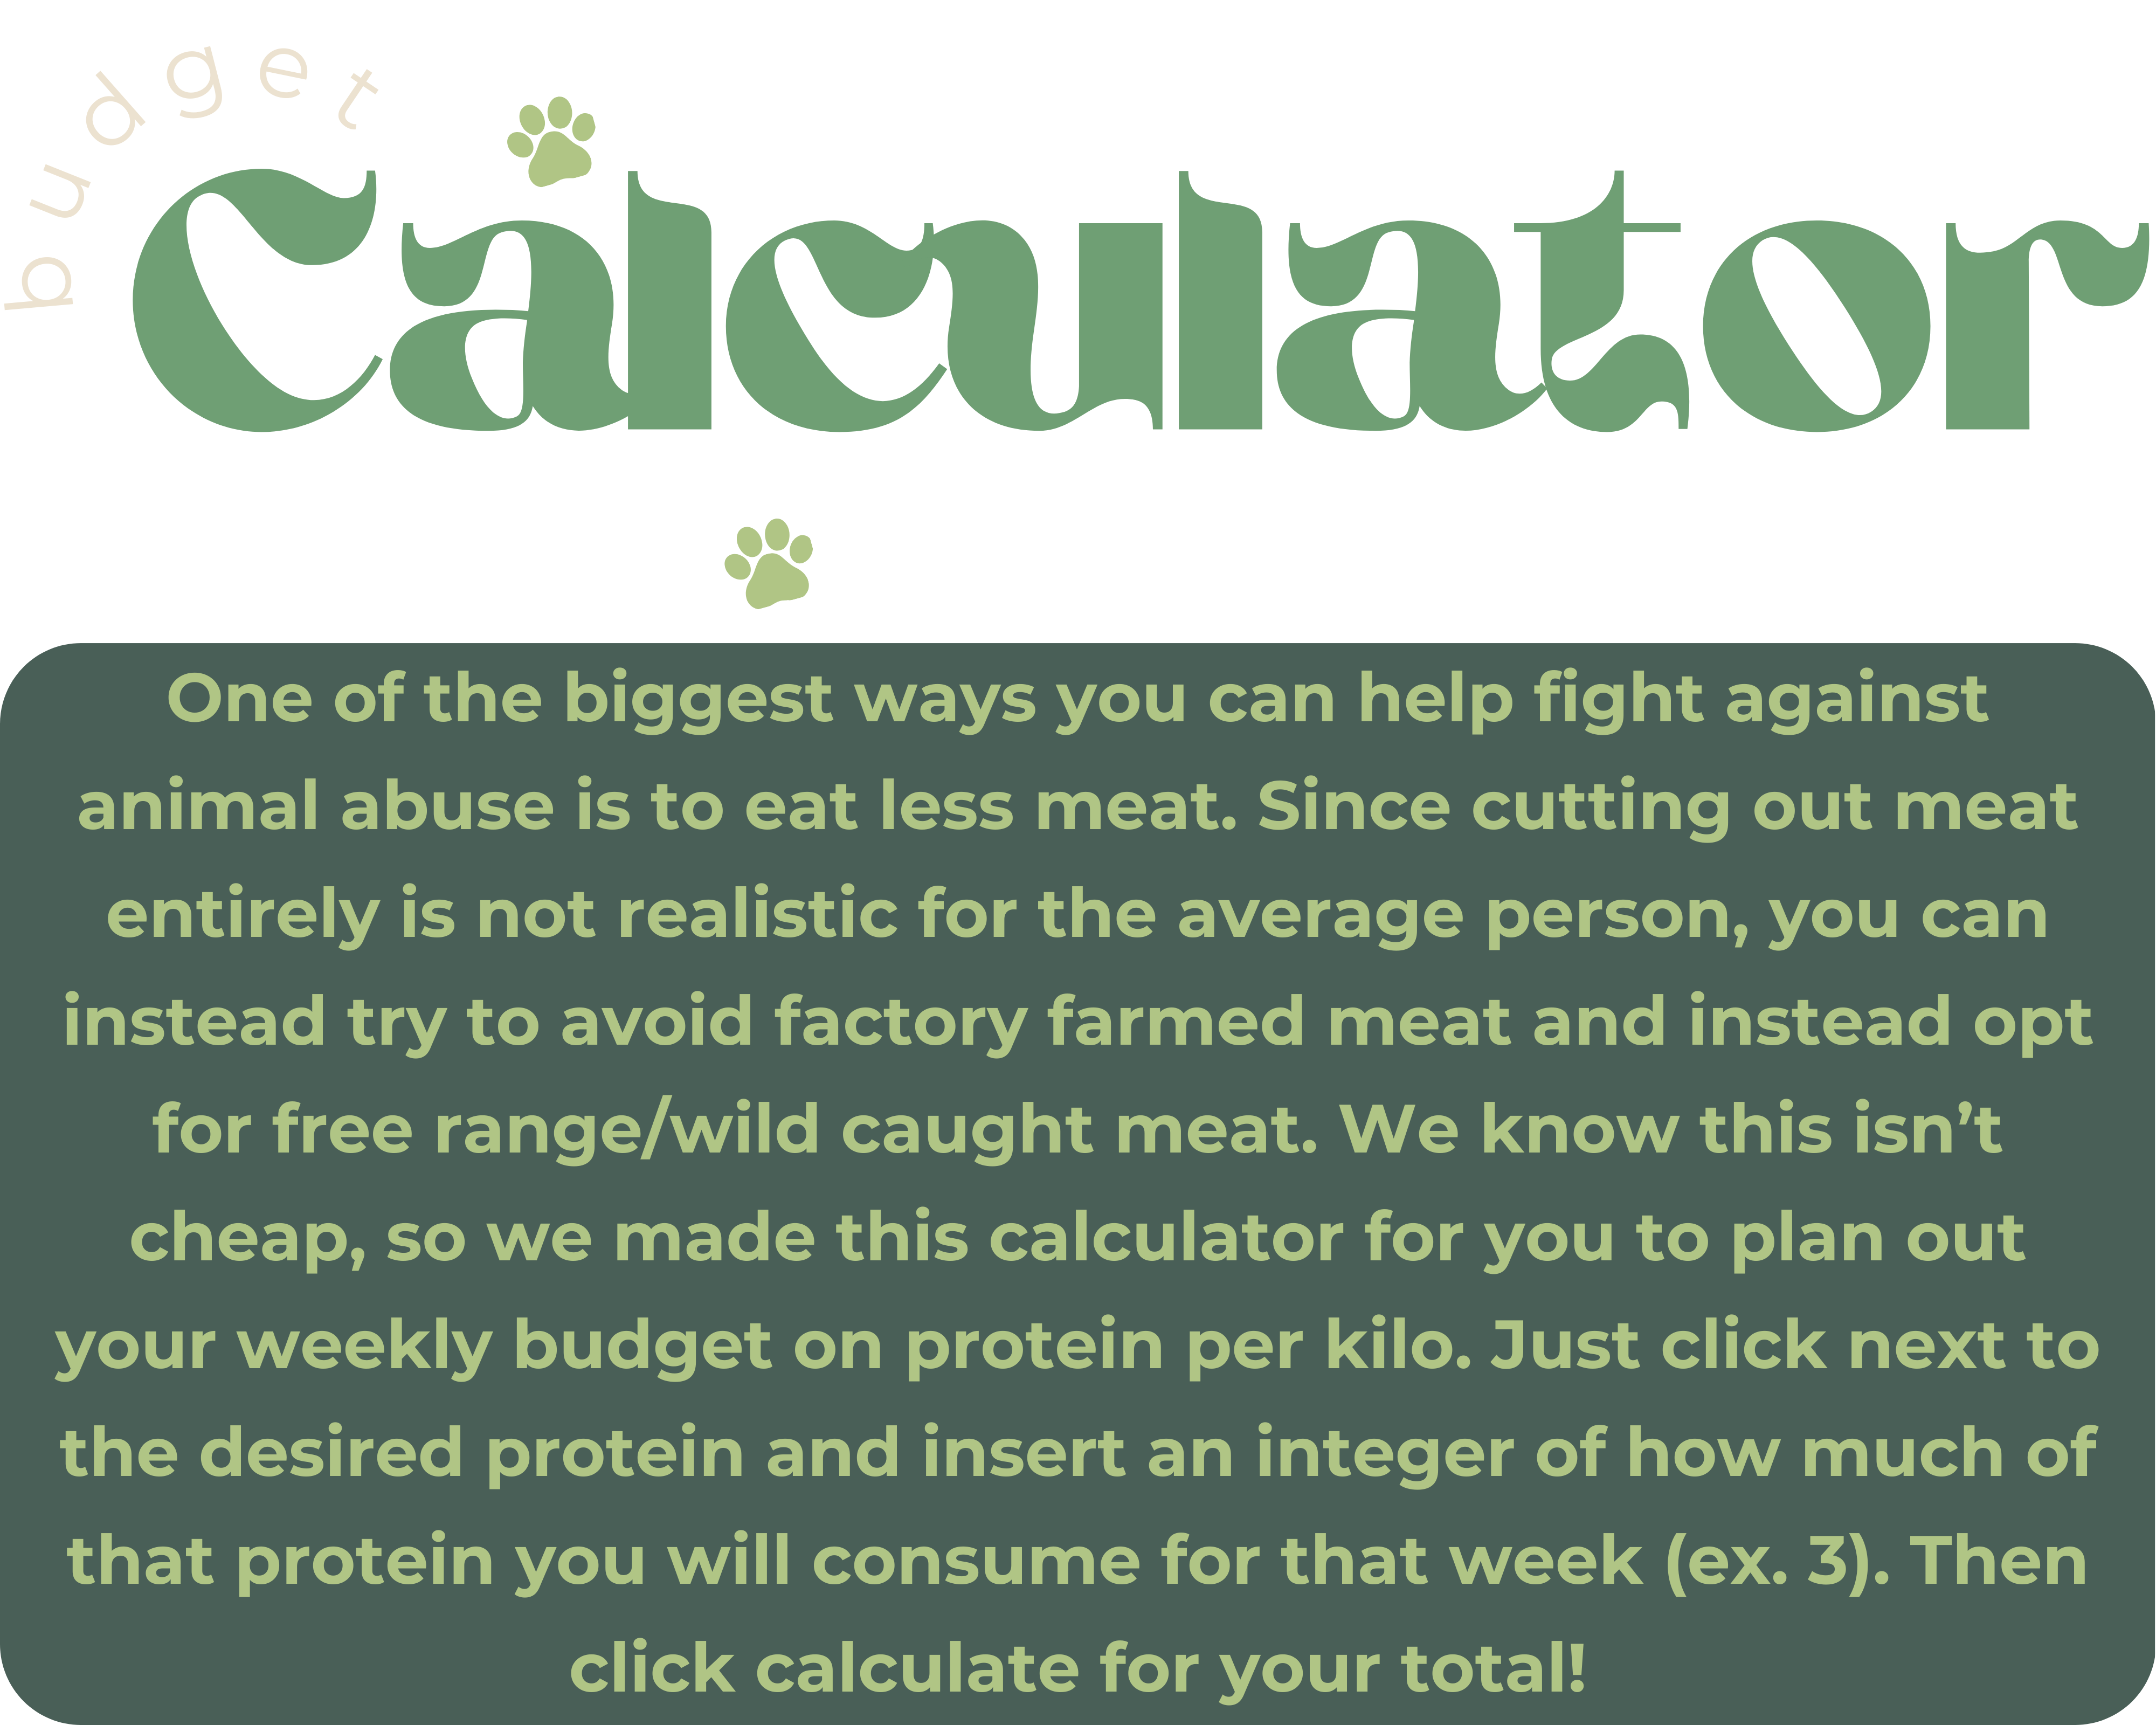 budget
Calculator
One of the biggest ways you can help fight against
animal abuse is to eat less meat. Since cutting out meat
entirely is not realistic for the average person, you can
instead try to avoid factory farmed meat and instead opt
for free range/wild caught meat. We know this isn’t
cheap, so we made this calculator for you to plan out
your weekly budget on protein per kilo. Just click next to
the desired protein and insert an integer of how much of
that protein you will consume for that week (ex. 3). Then
click calculate for your total!